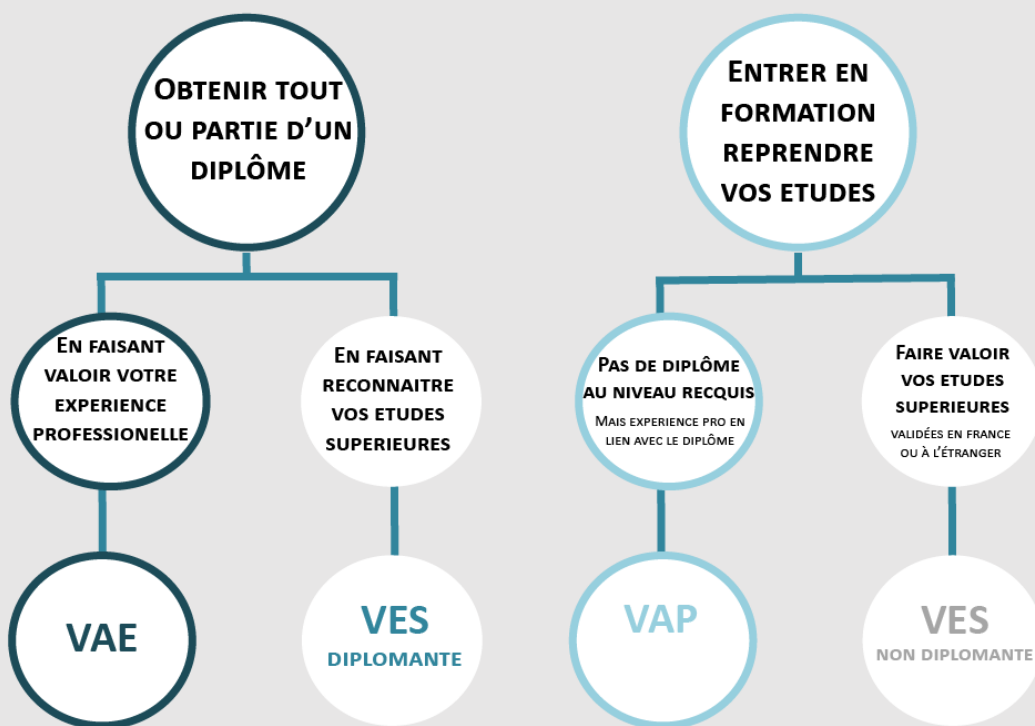 OBTENIR TOUT
OU PARTIE D'UN
DIPLÔME
ENTRER EN
FORMATION
REPRENDRE
VOS ETUDES
EN FAISANT
VALOIR VOTRE
EXPERIENCE
PROFESSIONELLE
EN FAISANT
RECONNAITRE
VOS ETUDES
SUPERIEURES
PAS DE DIPLÔME
AU NIVEAU RECQUIS
MAIS EXPERIENCE PRO EN
LIEN AVEC LE DIPLÔME
FAIRE VALOIR
VOS ETUDES
SUPERIEURES
VALIDÉES EN FRANCE
OU À L'ÉTRANGER
VAE
VES
DIPLOMANTE
VAP
VES
NON DIPLOMANTE